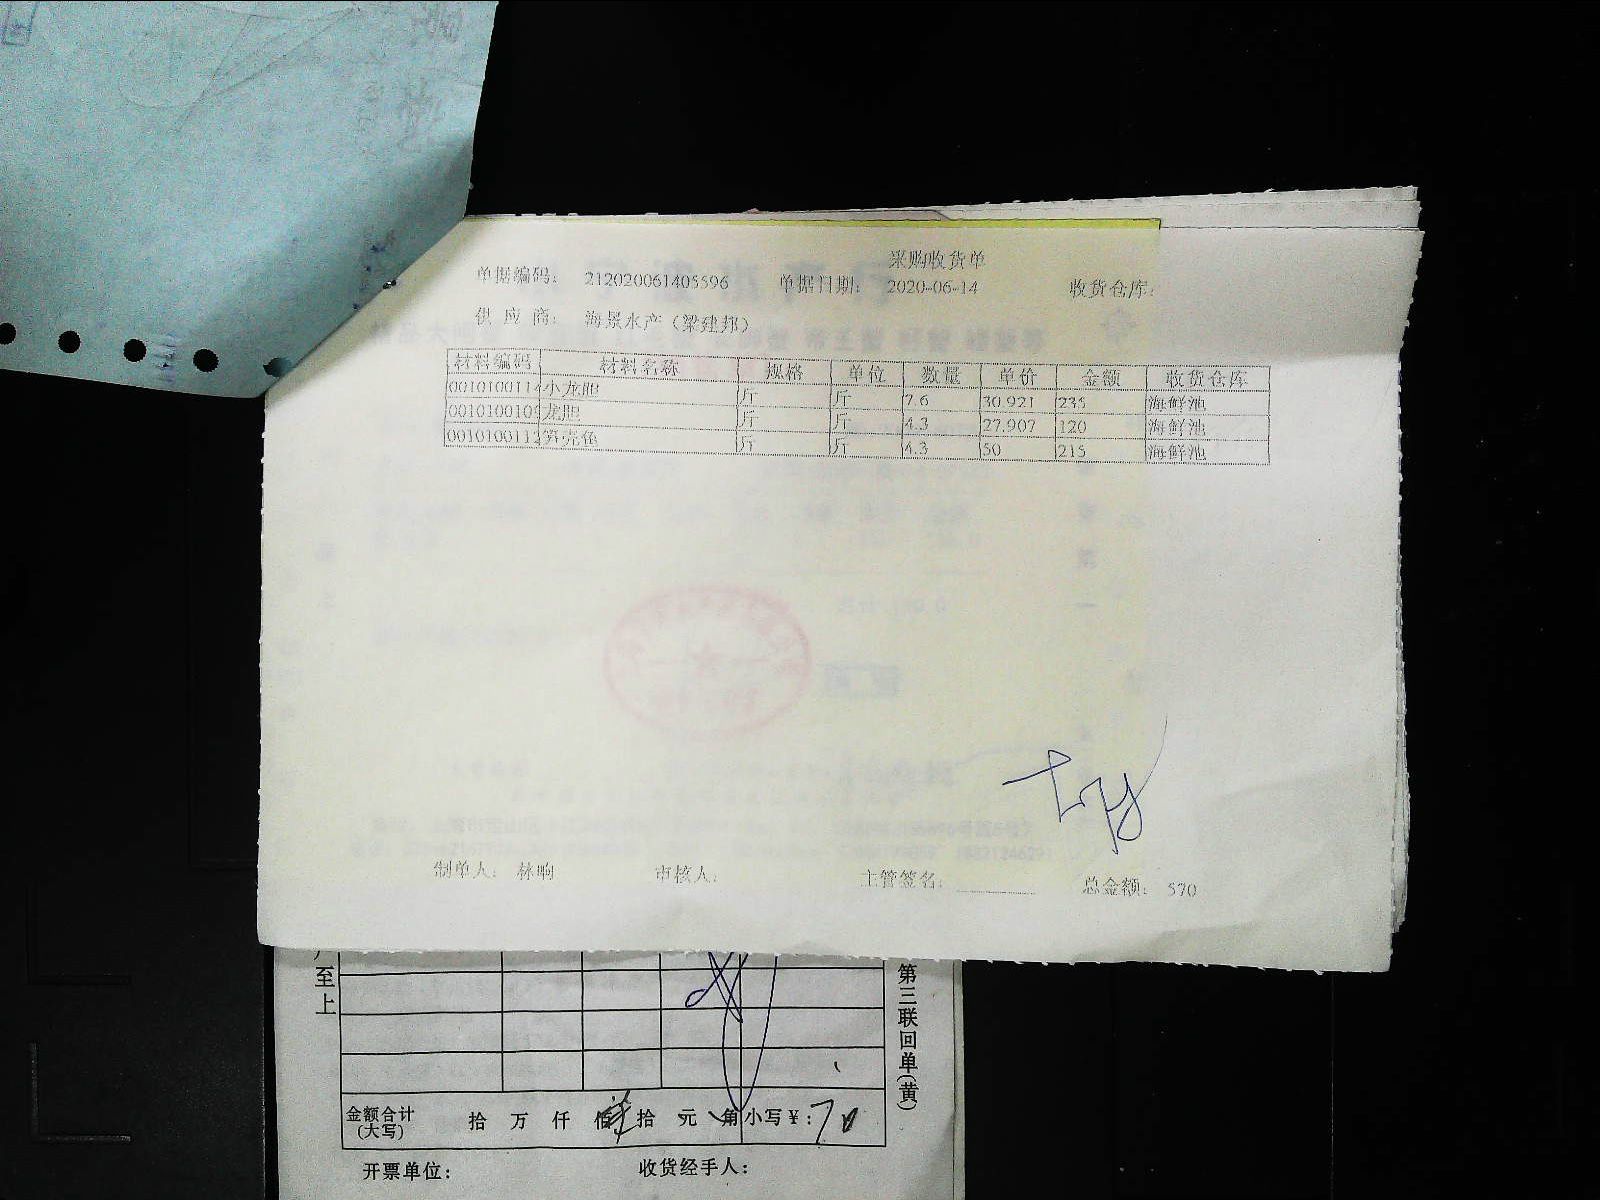 采购收货单
单据编码： 212020061405596 单据日期： 2020-06-14 收货仓库：
供 应 商： 海景水产（梁建邦）
材料编码 材料名称 规格 单位 数量 单价 金额 收货仓库
0010100114 小龙胆 斤 斤 7.6 30.921 235 海鲜池
0010100109 龙胆 斤 斤 4.3 27.907 120 海鲜池
0010100112 笋壳鱼 斤 斤 4.3 50 215 海鲜池
制单人： 林晌 审核人： 主管签名： 总金额： 570
至上
第三联回单(黄)
金额合计 拾 万 仟 佰 拾 元 角 小写￥: 70
(大写)
开票单位: 收货经手人: